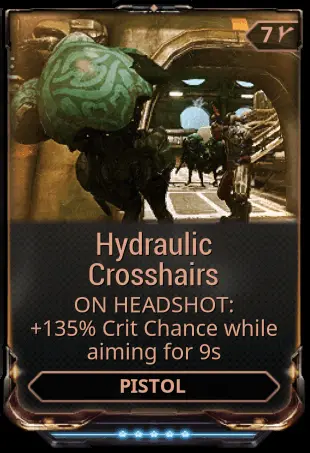 7
Hydraulic
Crosshairs
ON HEADSHOT:
+135% Crit Chance while
aiming for 9s
PISTOL